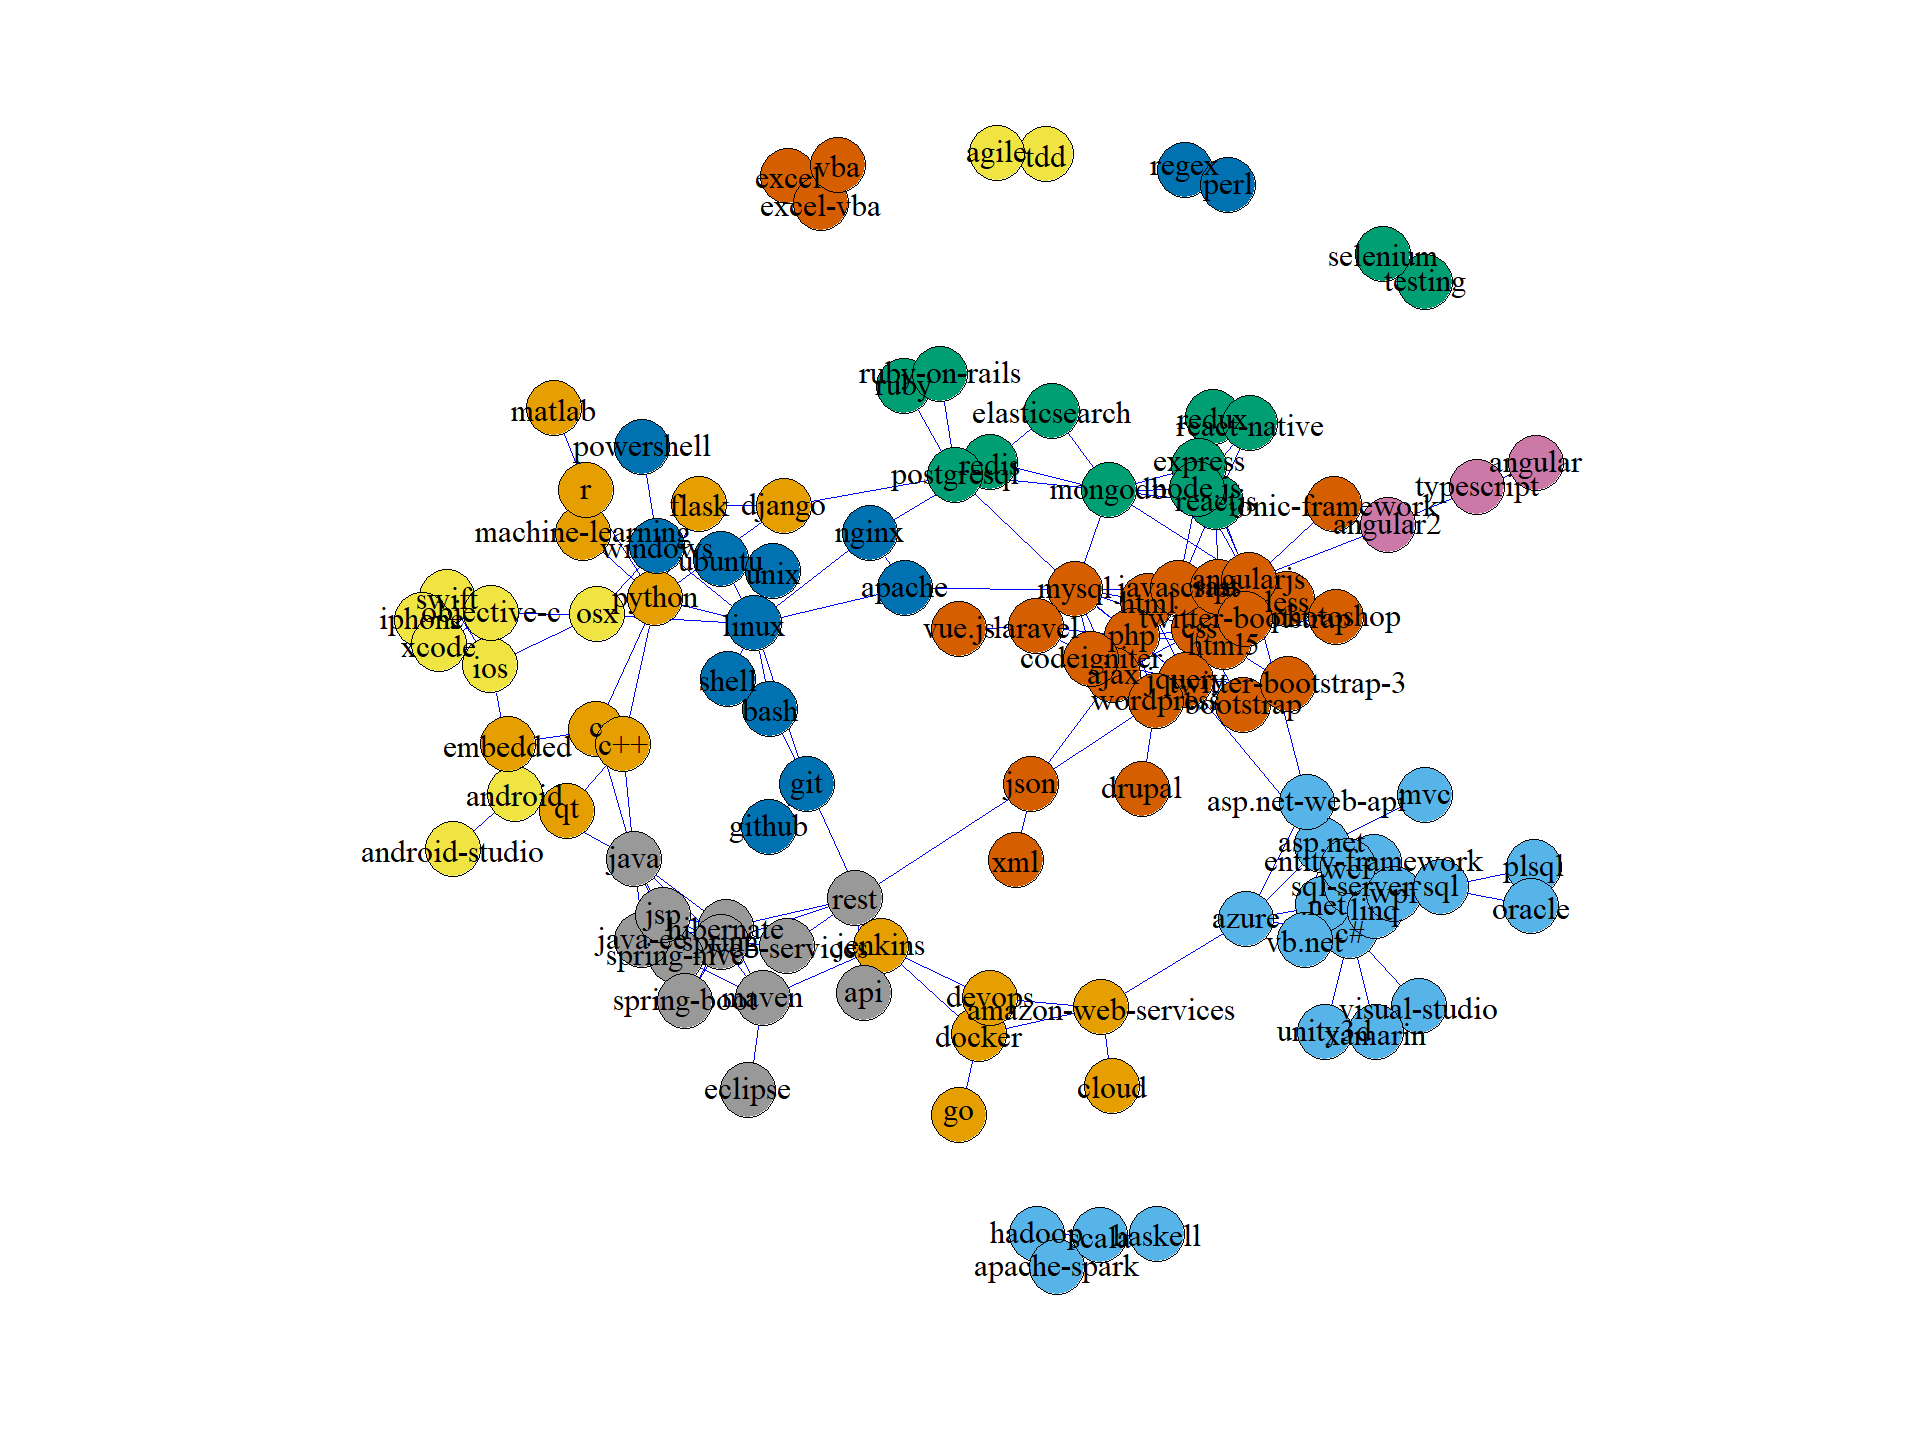 vba
excel
excel-vba
agile
tdd
regex
perl
selenium
testing
ruby-on-rails
ruby
elasticsearch
redux
react-native
matlab
powershell
express
angular
redis
postgresql
mongodb
node.js
reactjs
typescript
r
flask
django
ionic-framework
angular2
machine-learning
nginx
windows
ubuntu
unix
apache
mysql
javascript
sass
angularjs
less
html
swift
objective-c
iphone
xcode
ios
osx
python
linux
vue.js
laravel
php
css
twitter-bootstrap
photoshop
html5
codeigniter
ajax
jquery
twitter-bootstrap-3
wordpress
bootstrap
shell
bash
c
c++
embedded
android
qt
android-studio
git
github
json
drupal
xml
asp.net-web-api
mvc
asp.net
entity-framework
wcf
sql-server
wpf
sql
plsql
oracle
.net
linq
azure
vb.net
c#
java
jsp
rest
hibernate
java-ee
spring
web-services
spring-mvc
jenkins
spring-boot
maven
api
devops
amazon-web-services
docker
visual-studio
unity3d
xamarin
eclipse
cloud
go
hadoop
scala
haskell
apache-spark